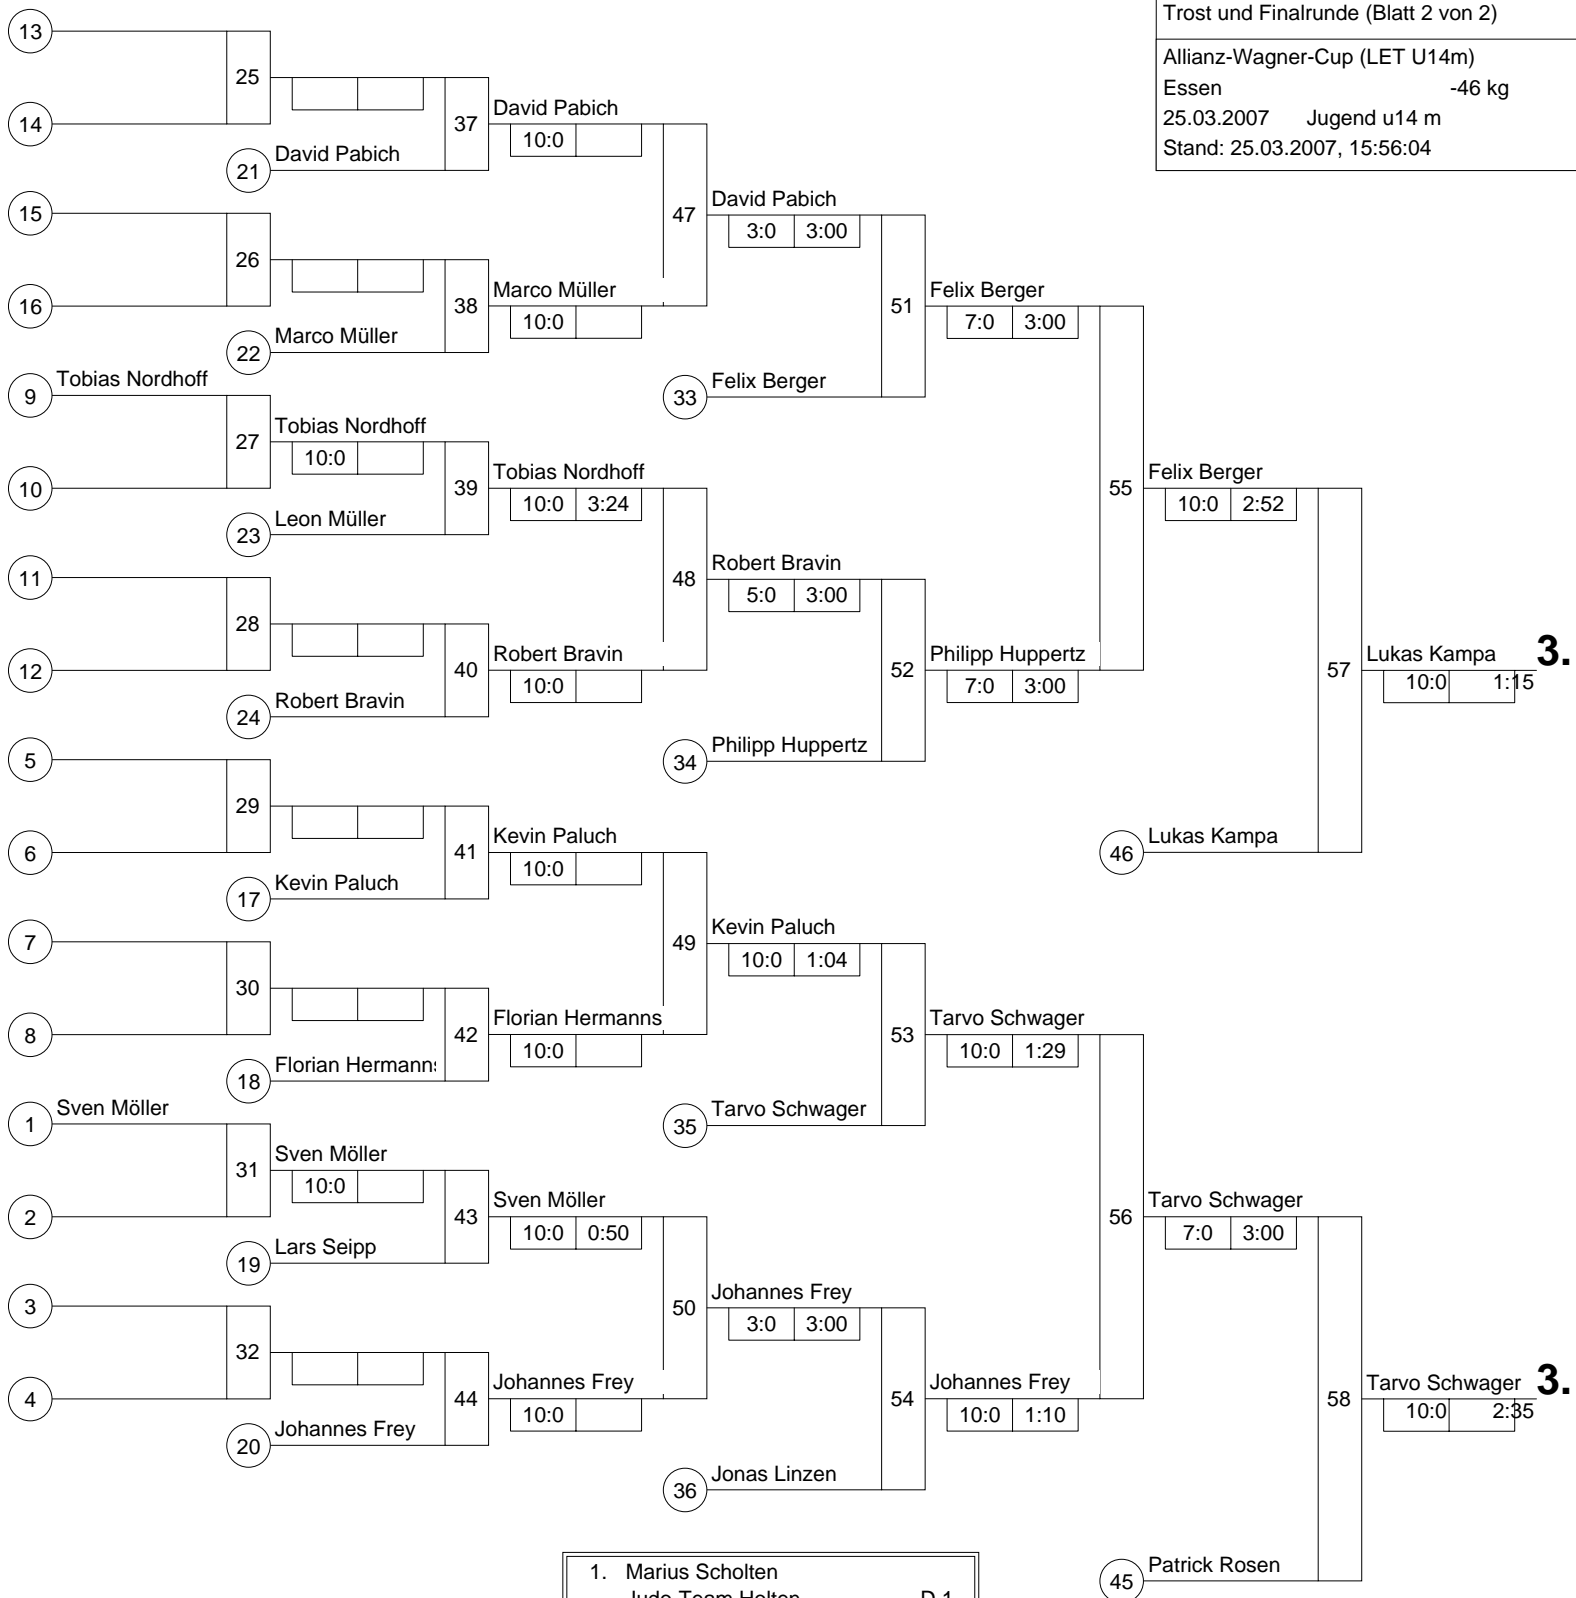 Trost und Finalrunde (Blatt 2 von 2)
Allianz-Wagner-Cup (LET U14m)
Essen -46 kg
25.03.2007 Jugend u14 m
Stand: 25.03.2007, 15:56:04
13
25
14
37
David Pabich
10:0
21 David Pabich
15
47
David Pabich
3:0 3:00
26
16
38
Marco Müller
10:0
22 Marco Müller
51
Felix Berger
7:0 3:00
33 Felix Berger
9 Tobias Nordhoff
27
Tobias Nordhoff
10:0
10
39
Tobias Nordhoff
10:0 3:24
23 Leon Müller
55
Felix Berger
10:0 2:52
11
48
Robert Bravin
5:0 3:00
28
12
40
Robert Bravin
10:0
24 Robert Bravin
52
Philipp Huppertz
7:0 3:00
34 Philipp Huppertz
57
Lukas Kampa 3.
10:0 1:15
5
29
6
41
Kevin Paluch
10:0
17 Kevin Paluch
46 Lukas Kampa
7
49
Kevin Paluch
10:0 1:04
30
8
42
Florian Hermanns
10:0
18 Florian Hermanns
53
Tarvo Schwager
10:0 1:29
35 Tarvo Schwager
1 Sven Möller
31
Sven Möller
10:0
2
43
Sven Möller
10:0 0:50
19 Lars Seipp
56
Tarvo Schwager
7:0 3:00
3
50
Johannes Frey
3:0 3:00
32
4
44
Johannes Frey
10:0
20 Johannes Frey
54
Johannes Frey
10:0 1:10
36 Jonas Linzen
58
Tarvo Schwager 3.
10:0 2:35
45 Patrick Rosen
1. Marius Scholten
Judo-Team Holten D 1